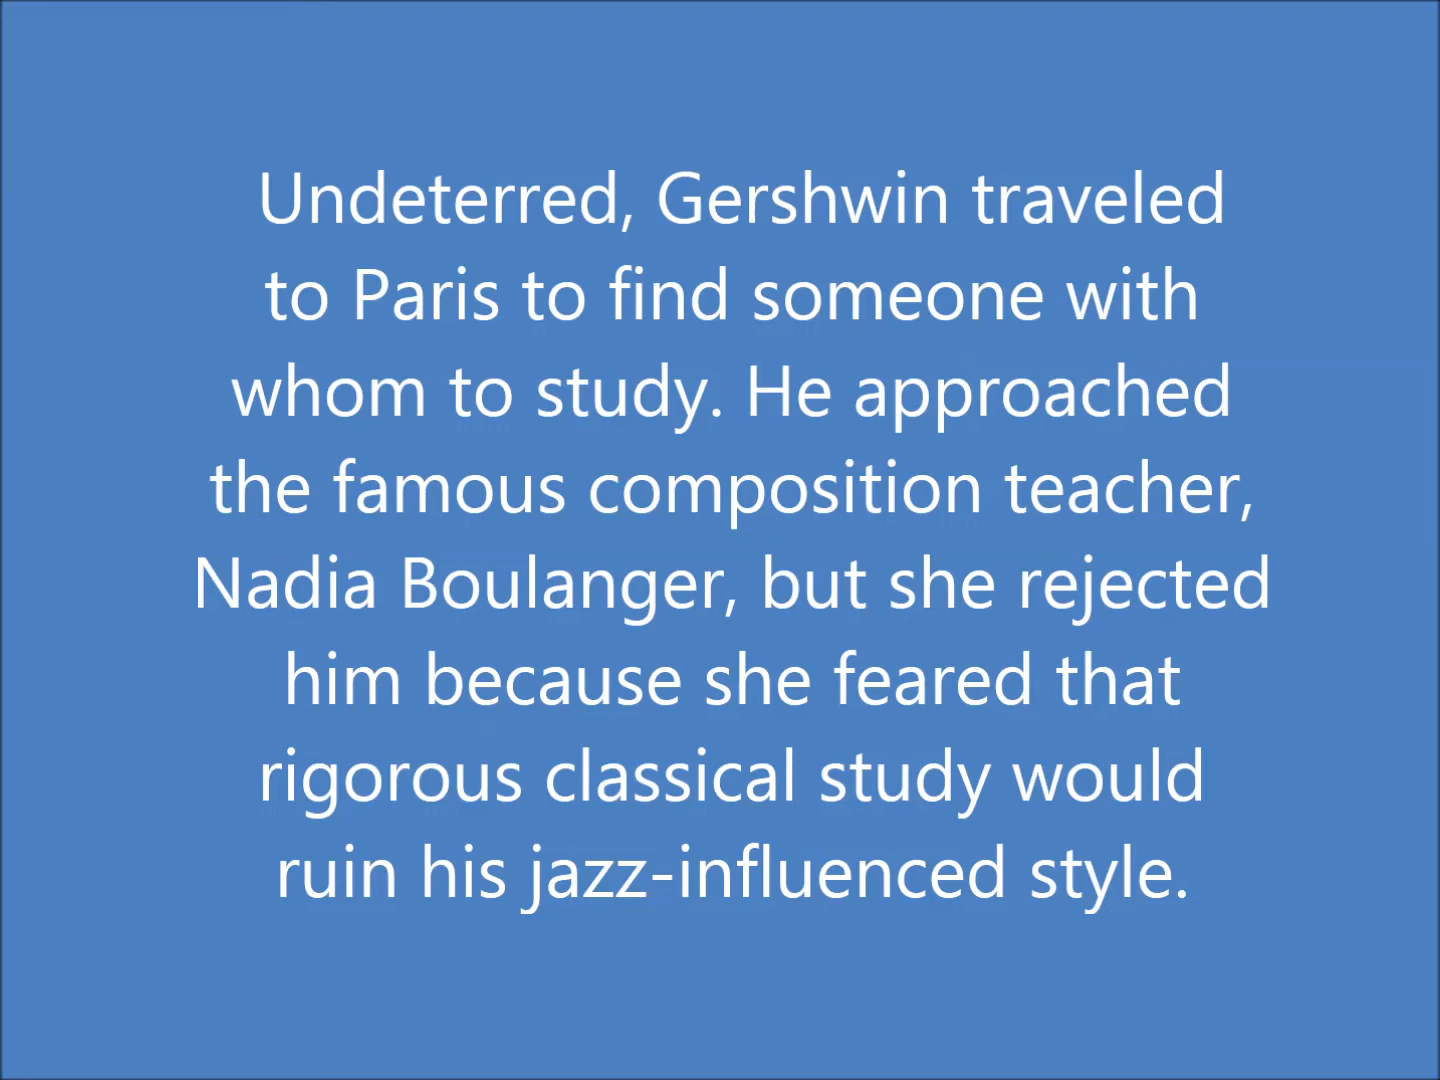 Undeterred, Gershwin traveled
to Paris to find someone with
whom to study. He approached
the famous composition teacher,
Nadia Boulanger, but she rejected
him because she feared that
rigorous classical study would
ruin his jazz-influenced style.